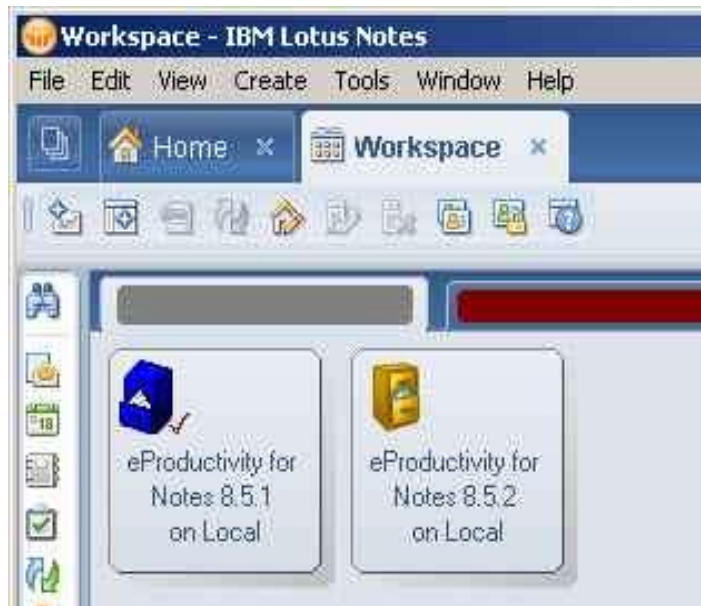 Workspace - IBM Lotus Notes
File Edit View Create Tools Window Help
Home Workspace
18
eProductivity for
Notes 8.5.1
on Local
eProductivity for
Notes 8.5.2
on Local